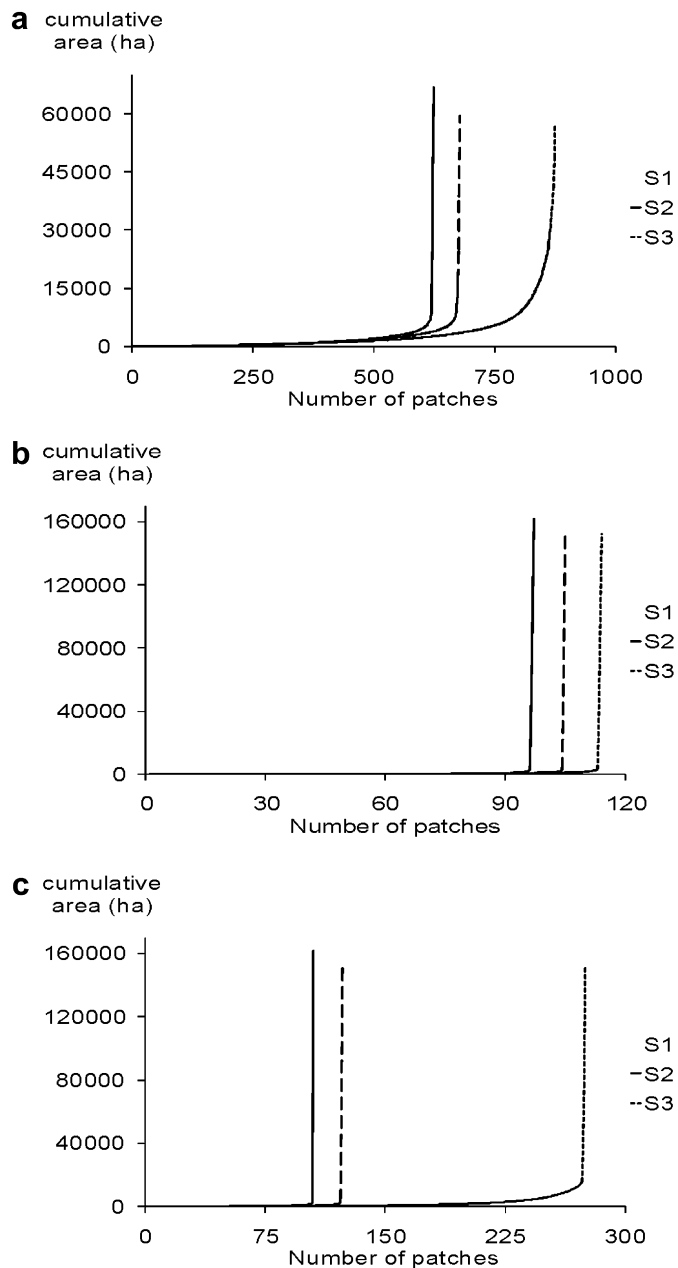 a cumulative
area (ha)
60000
45000
30000
15000
0
0 250 500 750 1000
Number of patches
S1
S2
S3
b cumulative
area (ha)
160000
120000
80000
40000
0
0 30 60 90 120
Number of patches
S1
S2
S3
c cumulative
area (ha)
160000
120000
80000
40000
0
0 75 150 225 300
Number of patches
S1
S2
S3